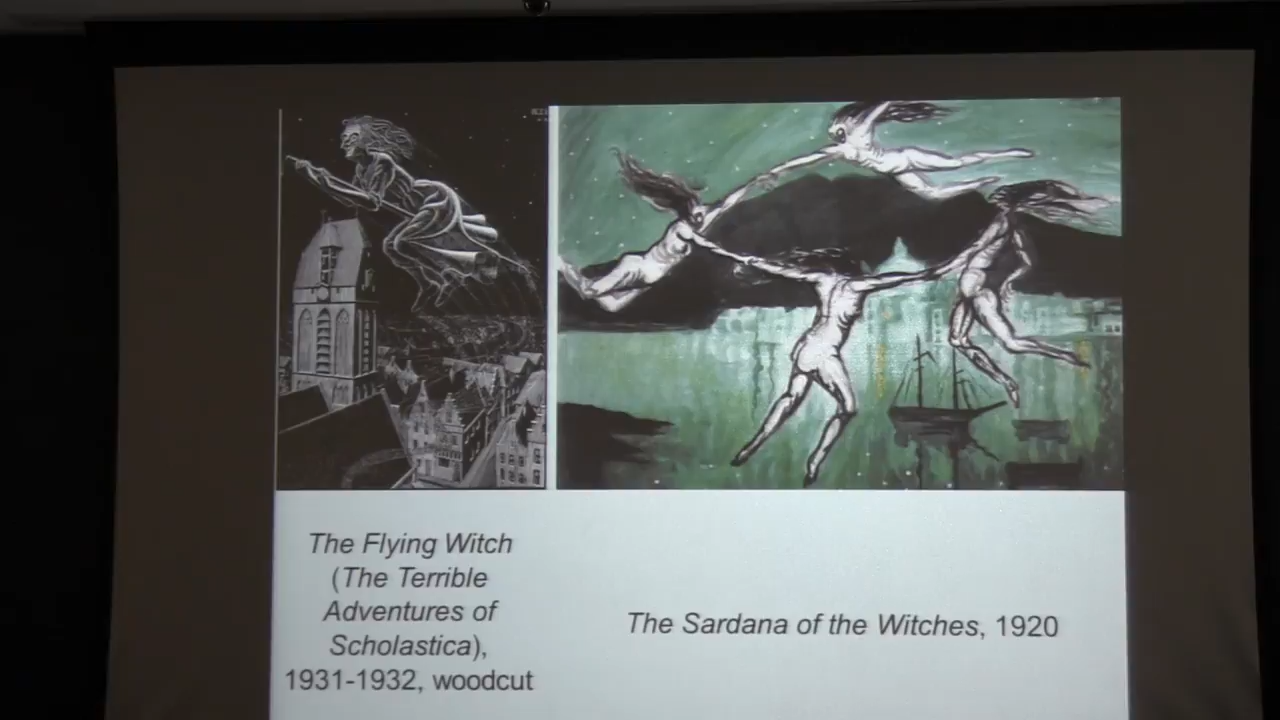 The Flying Witch
(The Terrible
Adventures of
Scholastica),
1931-1932, woodcut
The Sardana of the Witches, 1920